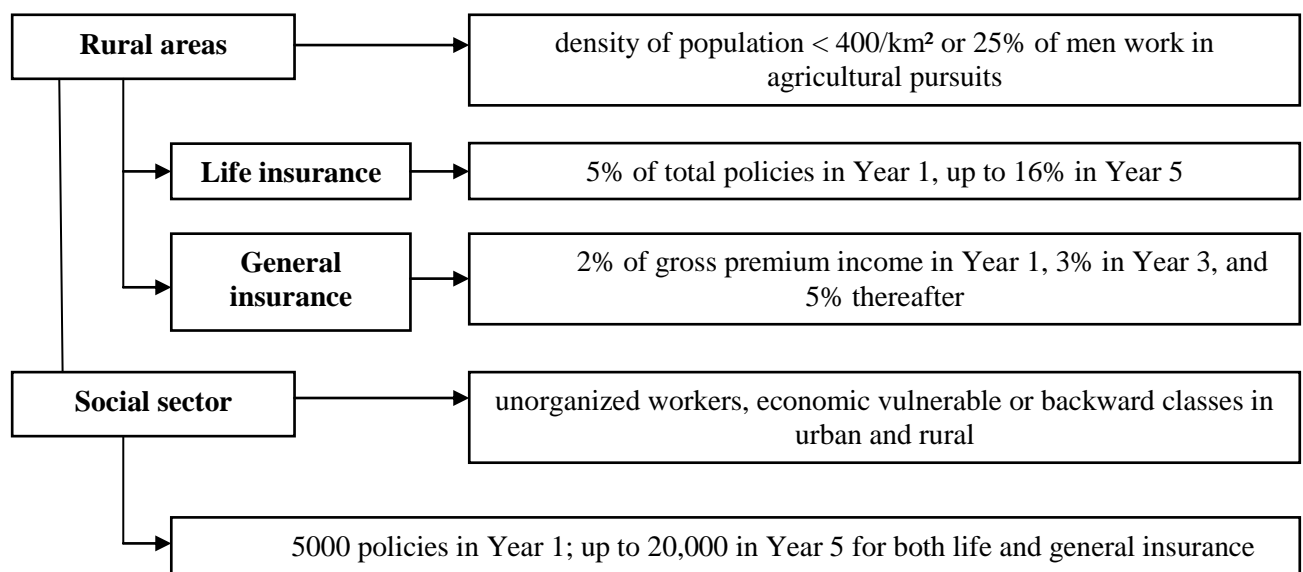 Rural areas
density of population < 400/km² or 25% of men work in
agricultural pursuits
Life insurance
5% of total policies in Year 1, up to 16% in Year 5
General
insurance
2% of gross premium income in Year 1, 3% in Year 3, and
5% thereafter
Social sector
unorganized workers, economic vulnerable or backward classes in
urban and rural
5000 policies in Year 1; up to 20,000 in Year 5 for both life and general insurance